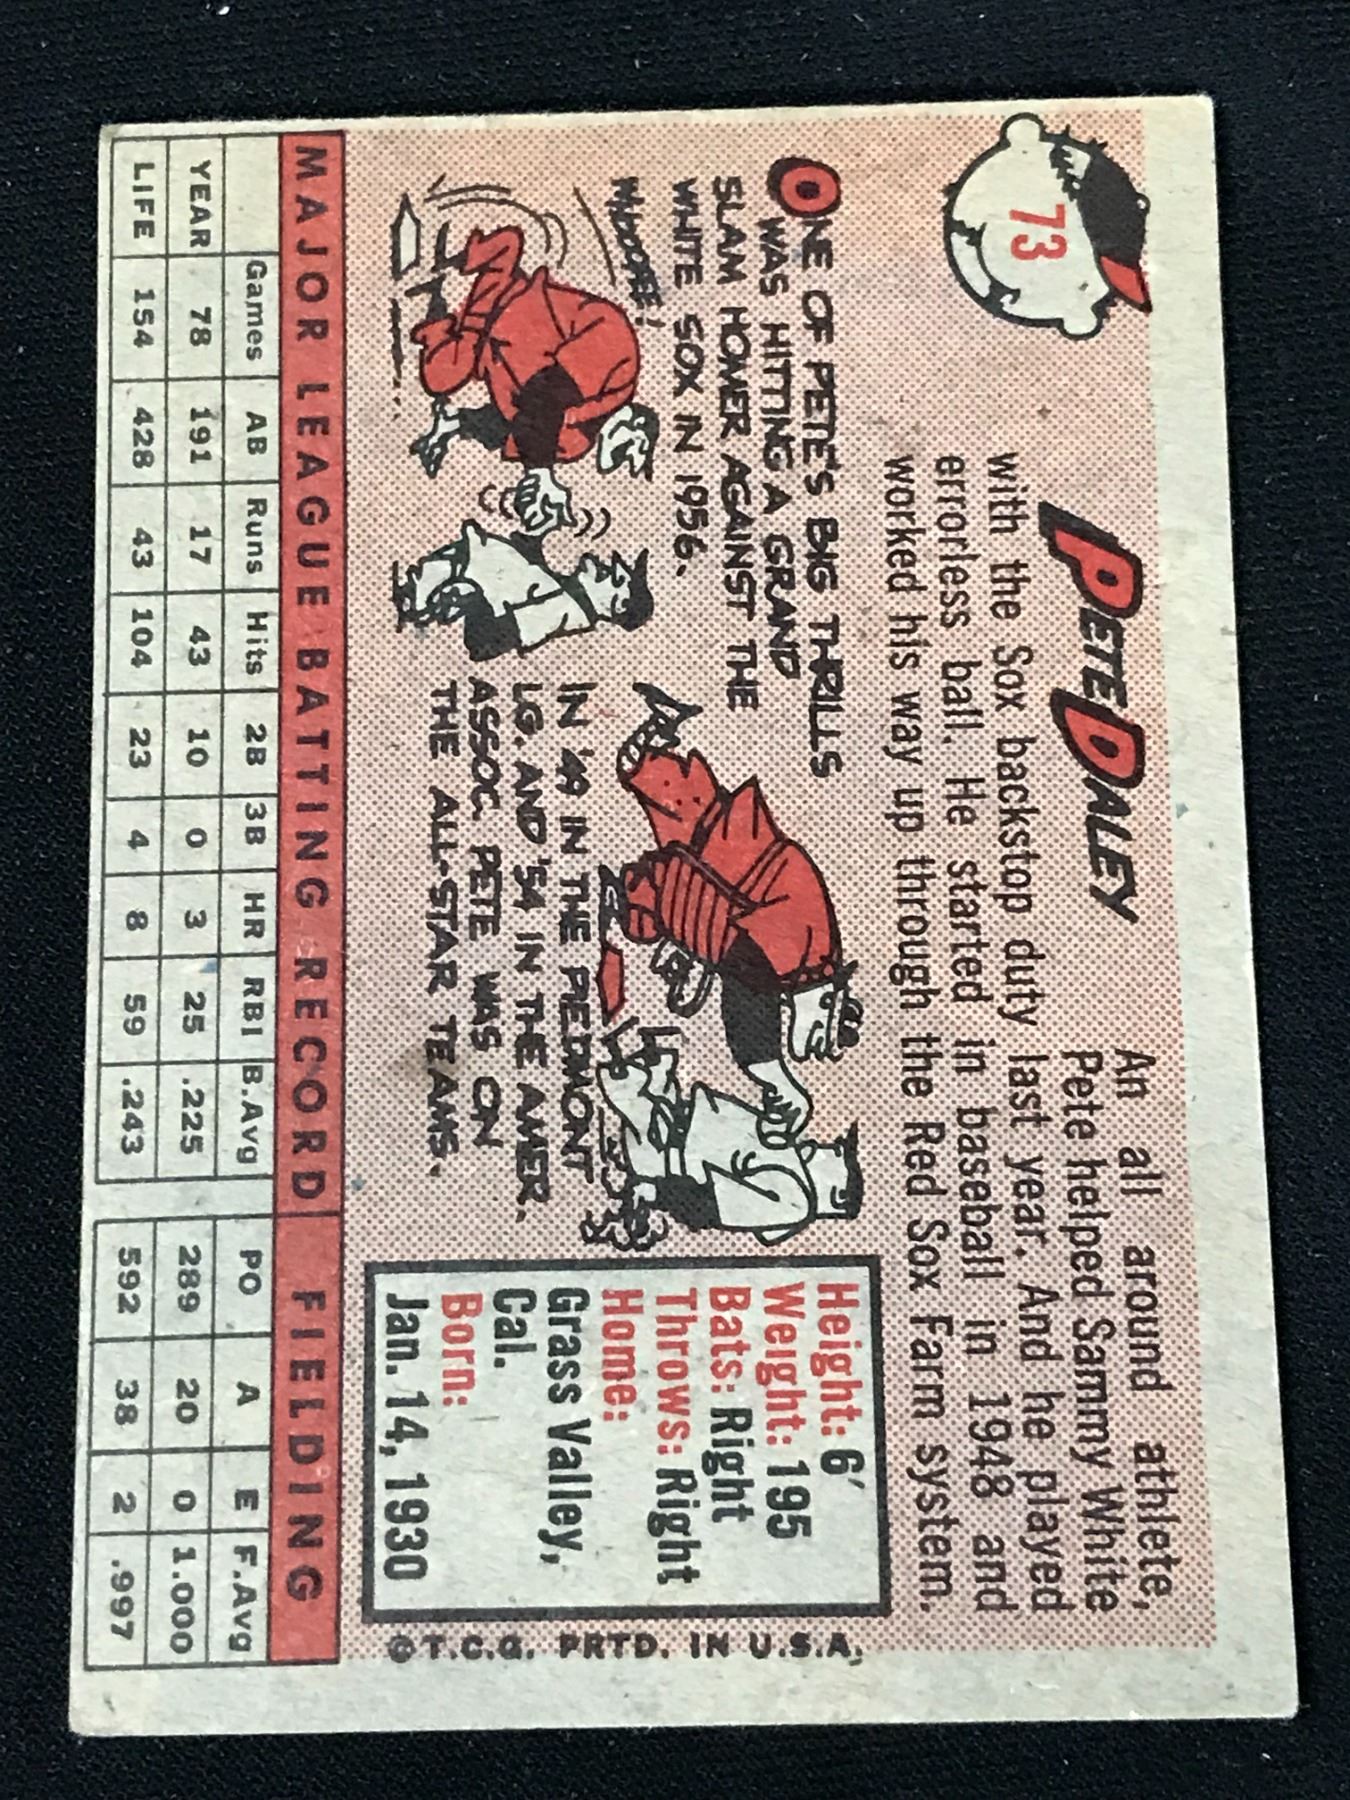 73
PETE DALEY
An all around athlete,
Pete helped Sammy White
with the Sox backstop duty last year. And he played
errorless ball. He started in baseball in 1948 and
worked his way up through the Red Sox Farm system.
ONE OF PETE'S BIG THRILLS
WAS HITTING A GRAND
SLAM HOMER AGAINST THE
WHITE SOX IN 1956.
WHOOSH!
IN '49 IN THE PIEDMONT
LG. AND '54 IN THE AMER.
ASSOC. PETE WAS ON
THE ALL-STAR TEAMS.
Height: 6'
Weight: 195
Bats: Right
Throws: Right
Home:
Grass Valley,
Cal.
Born:
Jan. 14, 1930
©T.C.G. PRTD. IN U.S.A.
MAJOR LEAGUE BATTING RECORD FIELDING
Games AB Runs Hits 2B 3B HR RBI B.Avg PO A E F.Avg
YEAR 78 191 17 43 10 0 3 25 .225 289 20 0 1.000
LIFE 154 428 43 104 23 4 8 59 .243 592 38 2 .997